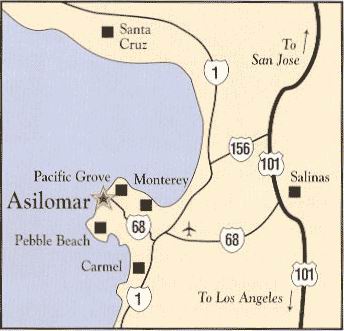 Santa
Cruz
To
San Jose
1
156
101
Pacific Grove
Monterey
Salinas
Asilomar
68
68
Pebble Beach
Carmel
101
1
To Los Angeles